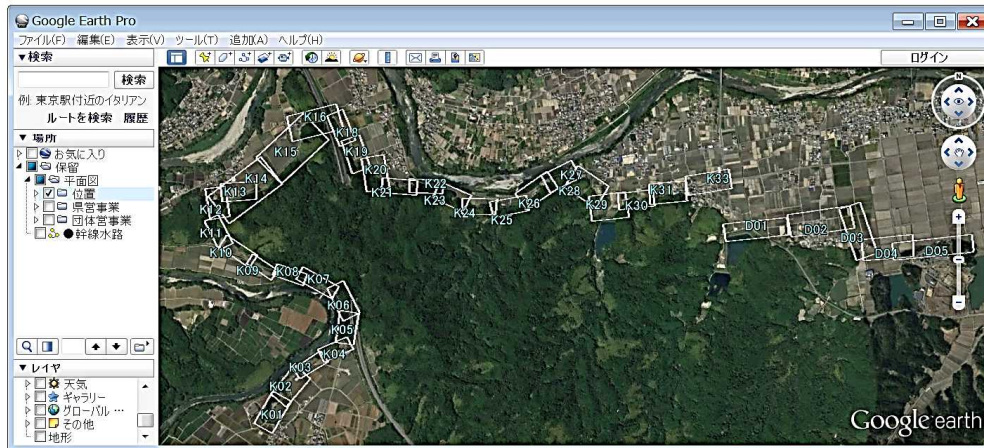 Google Earth Pro
ファイル(F) 編集(E) 表示(V) ツール(T) 追加(A) ヘルプ(H)
▼検索
ログイン
検索
例: 東京駅付近のイタリアン
ルートを検索 履歴
▼ 場所
お気に入り
保留
平面図
位置
県営事業
団体営事業
●幹線水路
▼ レイヤ
天気
ギャラリー
グローバル …
その他
地形
K16
K18
K15
K19
K20
K14
K13
K21
K22
K23
K27
K28
K31
K33
K12
K24
K25
K26
K29
K30
K11
K10
D01
D02
D03
D04
D05
K09
K08
K07
K06
K05
K04
K03
K02
K01
N
Google earth